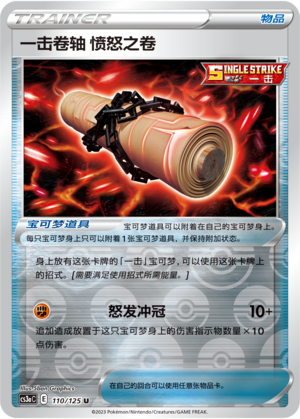 TRAINER 物品
一击卷轴 愤怒之卷
SINGLE STRIKE
一击
宝可梦道具 宝可梦道具可以附着在自己的宝可梦身上。
每只宝可梦身上只可以附着1张宝可梦道具，并保持附加状态。
身上放有这张卡牌的「一击」宝可梦，可以使用这张卡牌上
的招式。[需要满足使用招式所需能量。]
怒发冲冠 10+
追加造成放置于这只宝可梦身上的伤害指示物数量×10
点伤害。
Illus. Studio Bora Graphics
在自己的回合可以使用任意张物品卡。
CS3aC E 110/125 U
©2023 Pokémon/Nintendo/Creatures/GAME FREAK.